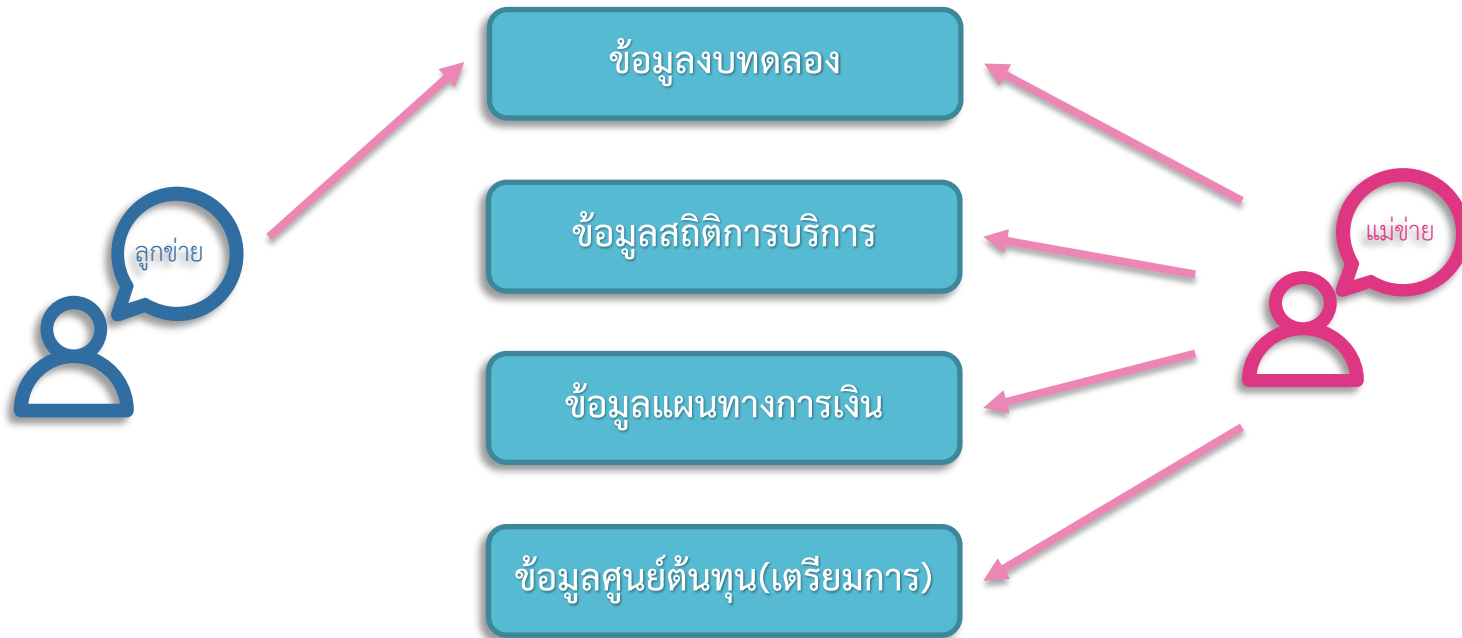 ข้อมูลงบทดลอง
ลูกข่าย
ข้อมูลสถิติการบริการ
แม่ข่าย
ข้อมูลแผนทางการเงิน
ข้อมูลศูนย์ต้นทุน(เตรียมการ)